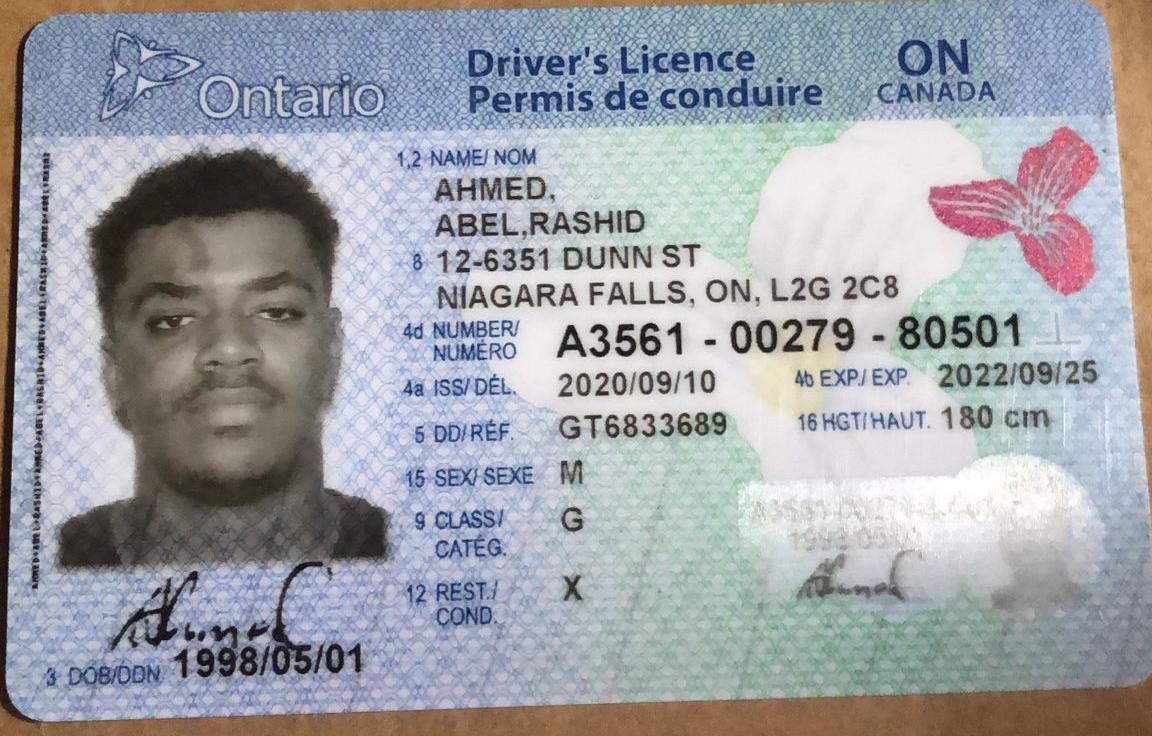 Ontario
Driver's Licence
Permis de conduire
ON
CANADA
1,2 NAME/ NOM
AHMED,
ABEL,RASHID
8 12-6351 DUNN ST
NIAGARA FALLS, ON, L2G 2C8
4d NUMBER/ NUMÉRO A3561 - 00279 - 80501
4a ISS/ DÉL. 2020/09/10 4b EXP./ EXP. 2022/09/25
5 DD/RÉF. GT6833689 16 HGT/HAUT. 180 cm
15 SEX/ SEXE M
9 CLASS/ CATÉG. G
12 REST./ COND. X
3 DOB/DDN 1998/05/01